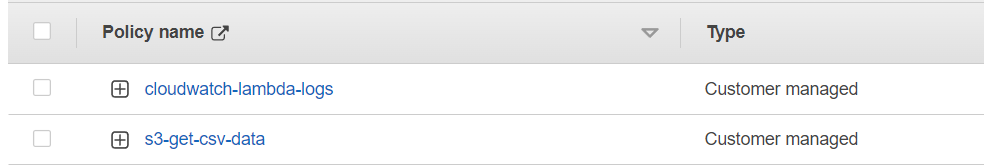 Policy name Type
cloudwatch-lambda-logs Customer managed
s3-get-csv-data Customer managed